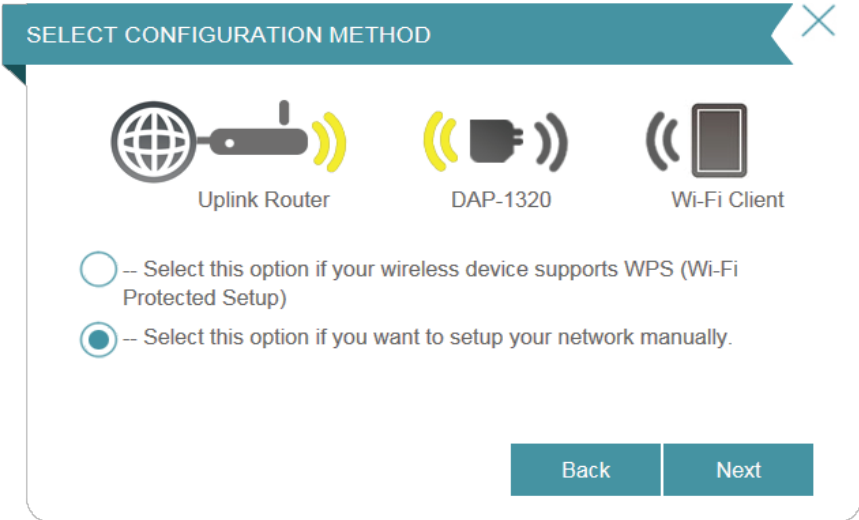 SELECT CONFIGURATION METHOD
Uplink Router
DAP-1320
Wi-Fi Client
-- Select this option if your wireless device supports WPS (Wi-Fi
Protected Setup)
-- Select this option if you want to setup your network manually.
Back
Next